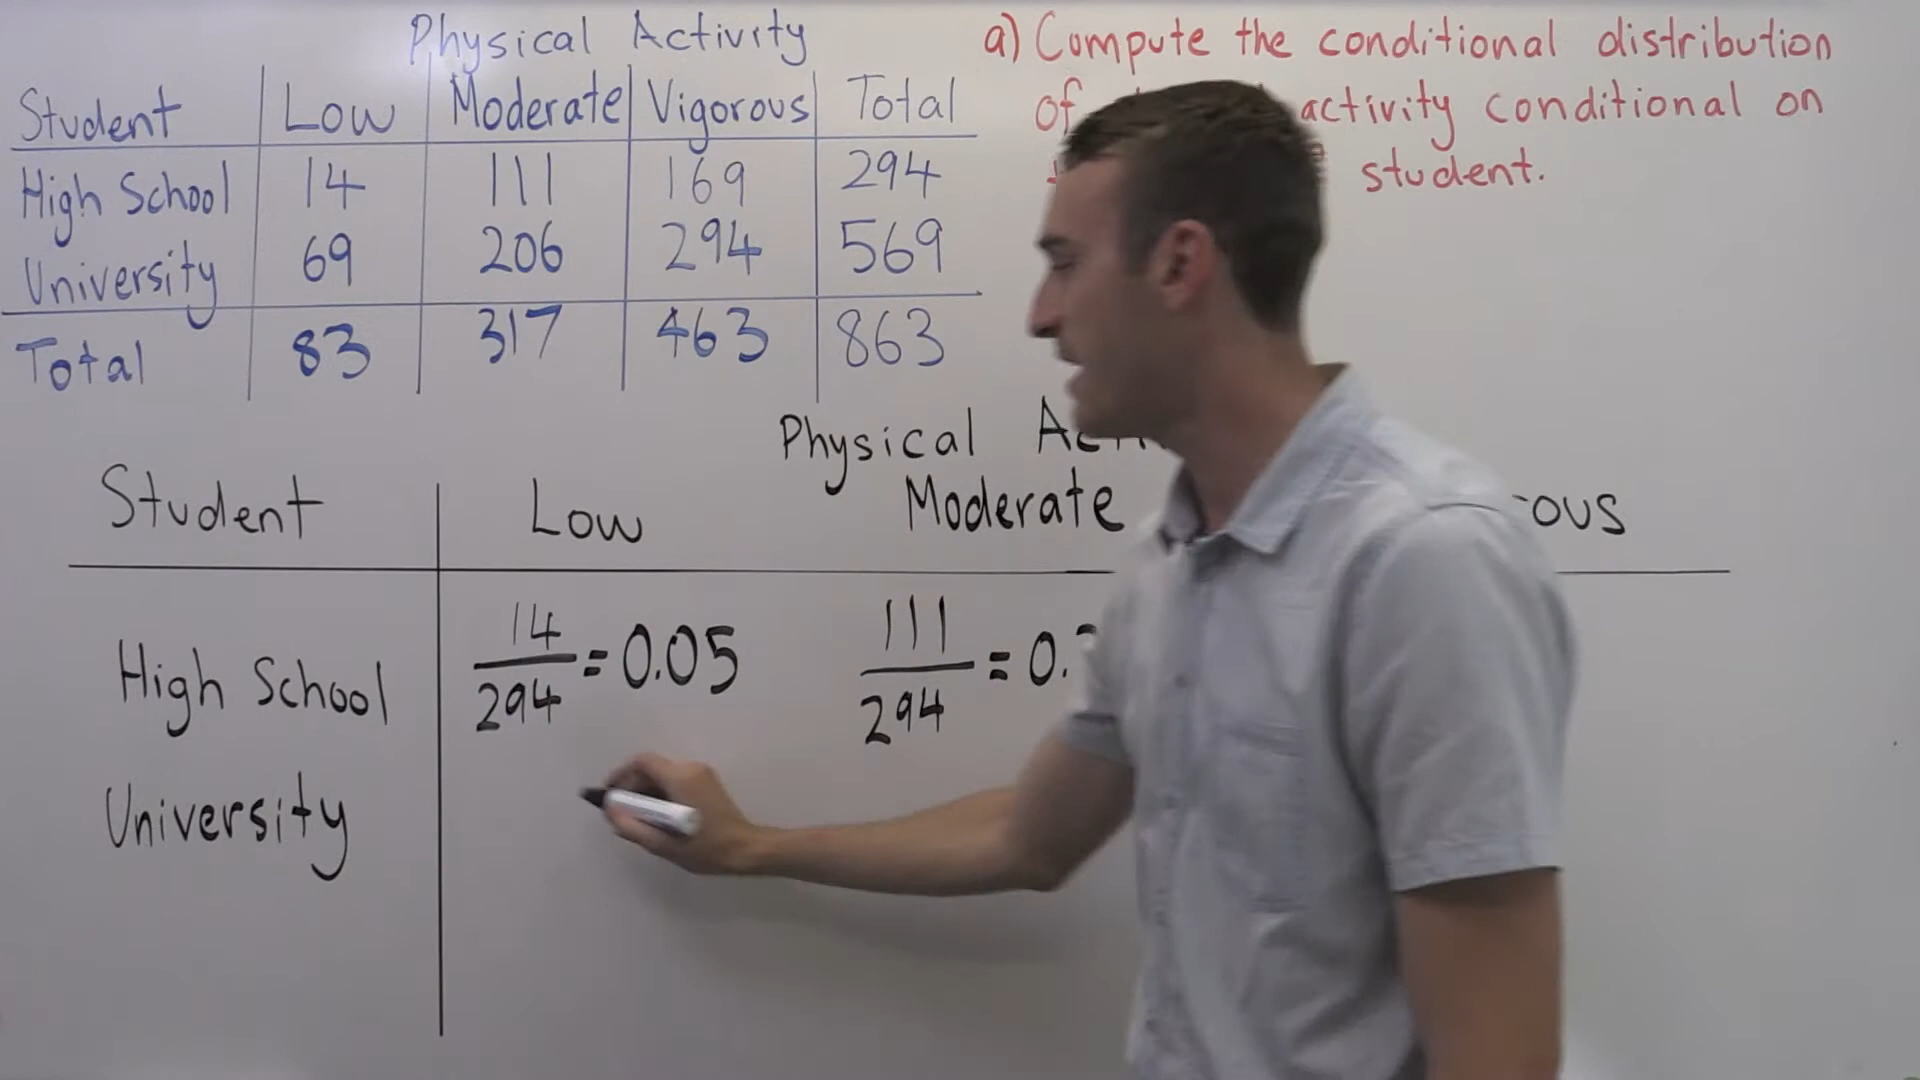 Physical Activity
Student Low Moderate Vigorous Total
High School 14 111 169 294
University 69 206 294 569
Total 83 317 463 863
a) Compute the conditional distribution
of activity conditional on
student.
Physical
Student Low Moderate
High School 14/294 = 0.05 111/294 = 0.
University